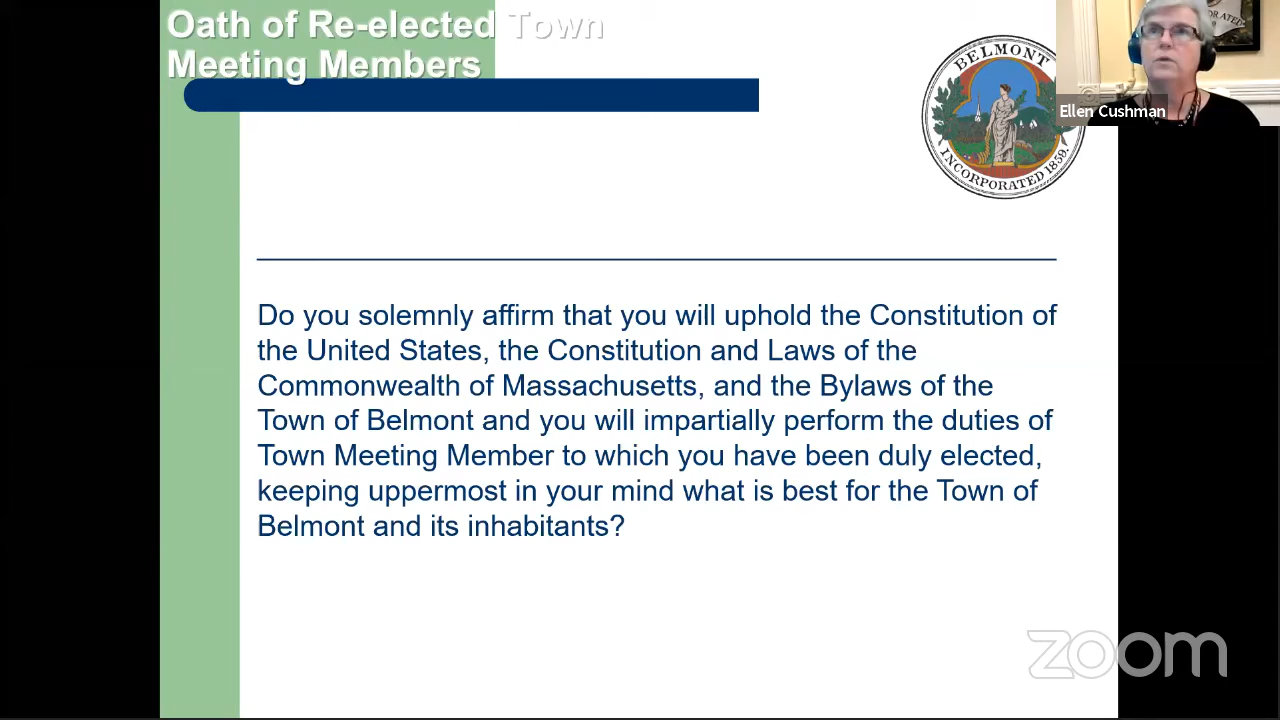 Oath of Re-elected Town
Meeting Members
BELMONT
INCORPORATED 1859.
Ellen Cushman
Do you solemnly affirm that you will uphold the Constitution of
the United States, the Constitution and Laws of the
Commonwealth of Massachusetts, and the Bylaws of the
Town of Belmont and you will impartially perform the duties of
Town Meeting Member to which you have been duly elected,
keeping uppermost in your mind what is best for the Town of
Belmont and its inhabitants?
zoom